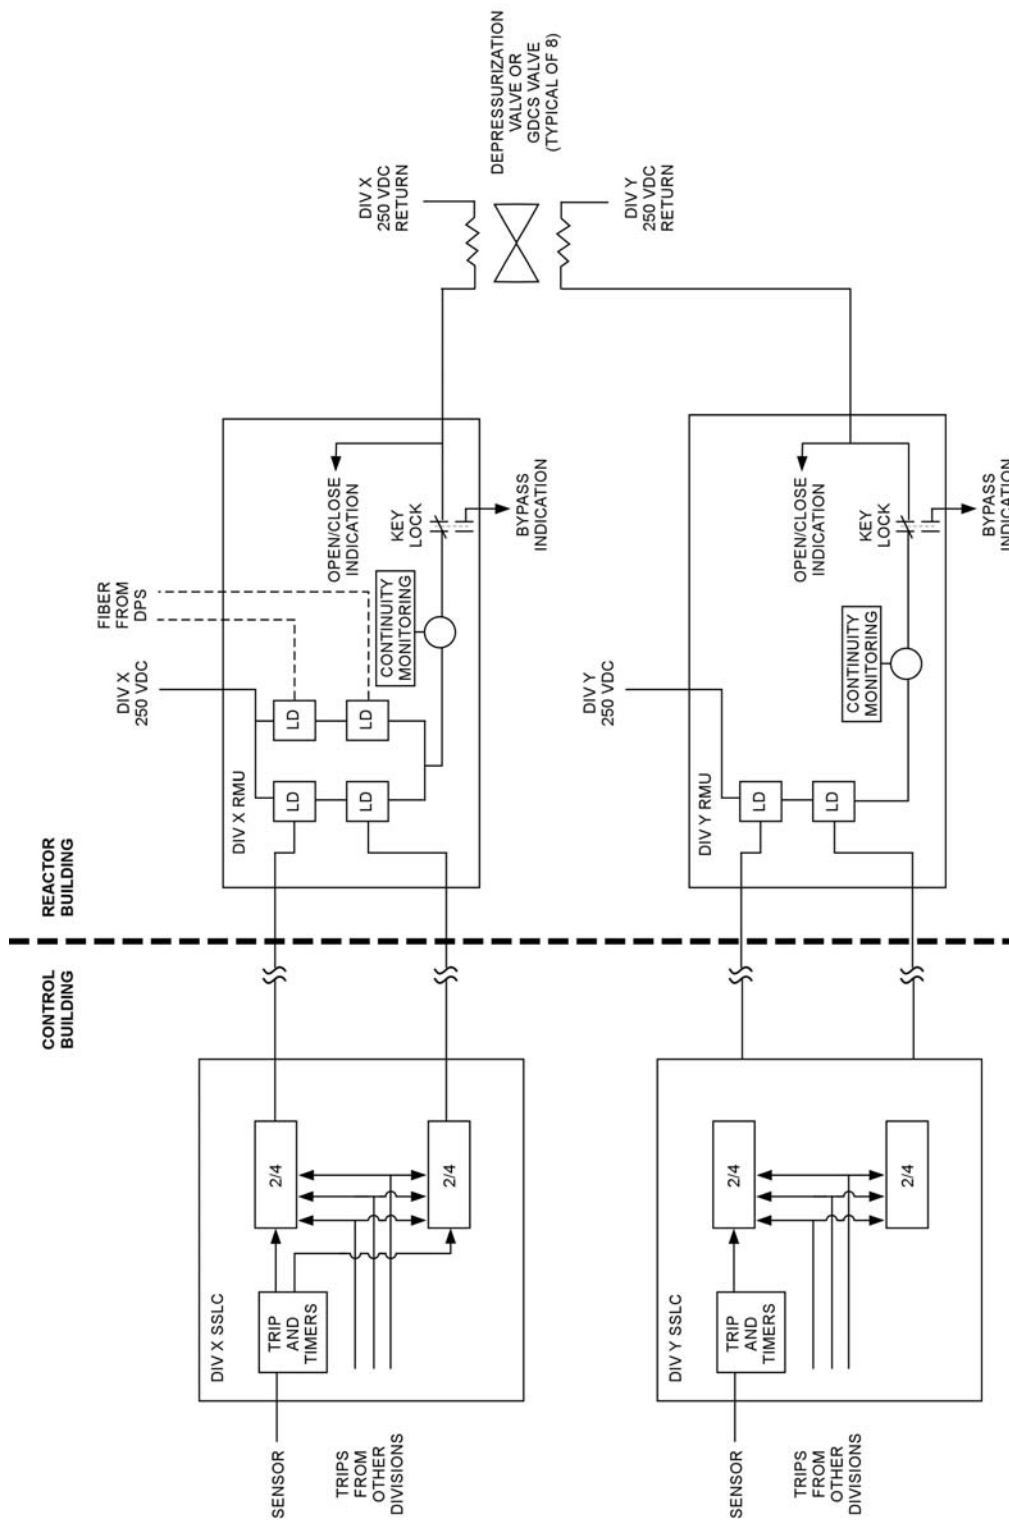 CONTROL
BUILDING
REACTOR
BUILDING
SENSOR
TRIPS
FROM
OTHER
DIVISIONS
DIV X SSLC
TRIP
AND
TIMERS
2/4
2/4
DIV X RMU
LD
LD
LD
LD
DIV X
250 VDC
FIBER
FROM
DPS
CONTINUITY
MONITORING
OPEN/CLOSE
INDICATION
KEY
LOCK
BYPASS
INDICATION
DIV X
250 VDC
RETURN
DEPRESSURIZATION
VALVE OR
GDCS VALVE
(TYPICAL OF 8)
DIV Y
250 VDC
RETURN
SENSOR
TRIPS
FROM
OTHER
DIVISIONS
DIV Y SSLC
TRIP
AND
TIMERS
2/4
2/4
DIV Y RMU
LD
LD
DIV Y
250 VDC
CONTINUITY
MONITORING
OPEN/CLOSE
INDICATION
KEY
LOCK
BYPASS
INDICATION